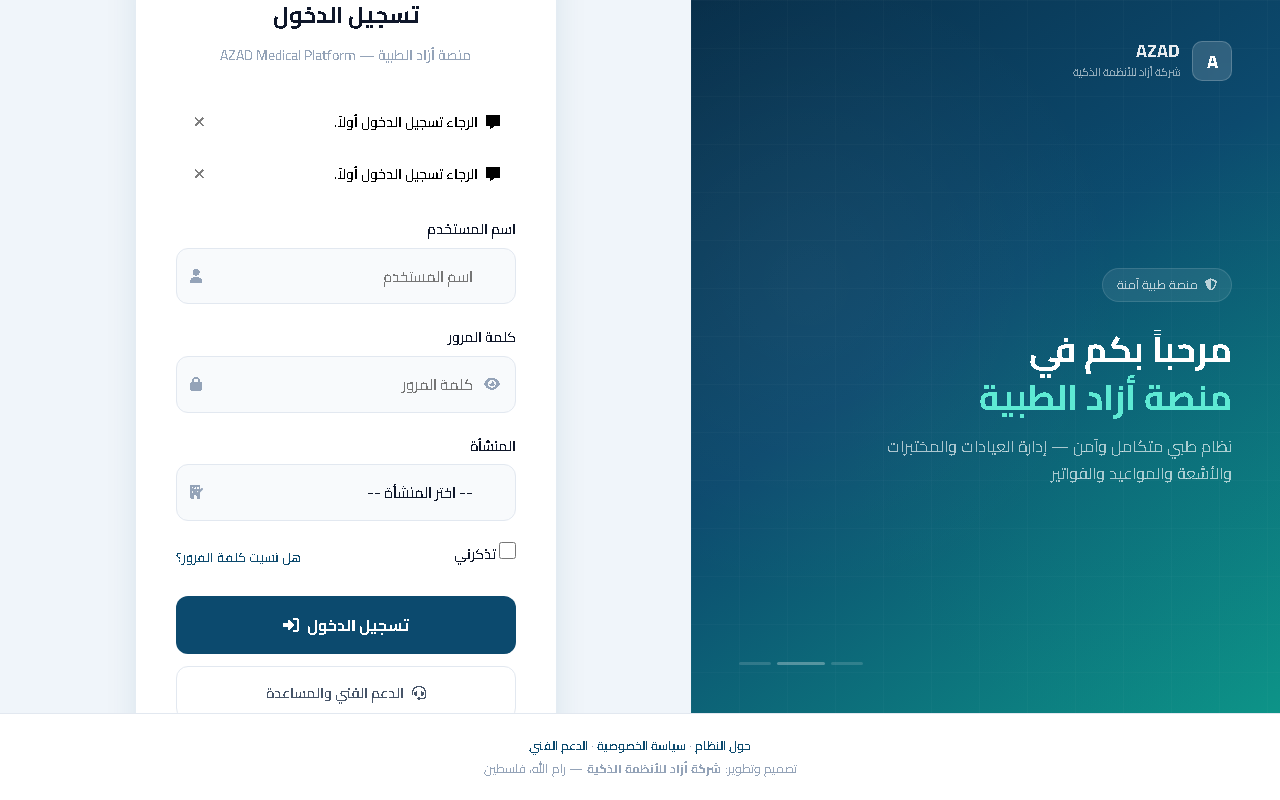 AZAD
شركة أزاد للأنظمة الذكية
A
منصة طبية آمنة
مرحباً بكم في
منصة أزاد الطبية
نظام طبي متكامل وآمن — إدارة العيادات والمختبرات
والأشعة والمواعيد والفواتير
تسجيل الدخول
منصة أزاد الطبية — AZAD Medical Platform
الرجاء تسجيل الدخول أولاً.
الرجاء تسجيل الدخول أولاً.
اسم المستخدم
اسم المستخدم
كلمة المرور
كلمة المرور
المنشأة
-- اختر المنشأة --
تذكرني
هل نسيت كلمة المرور؟
تسجيل الدخول
الدعم الفني والمساعدة
حول النظام · سياسة الخصوصية · الدعم الفني
تصميم وتطوير: شركة أزاد للأنظمة الذكية — رام الله، فلسطين